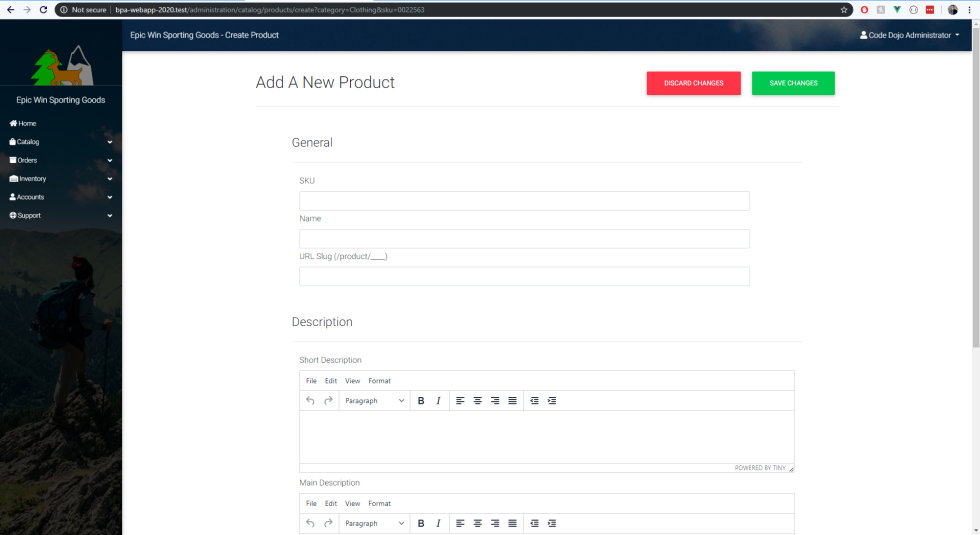 Not secure | bpa-webapp-2020.test/administration/catalog/products/create?category=Clothing&sku=0022563
Epic Win Sporting Goods - Create Product
Code Dojo Administrator
Epic Win Sporting Goods
Home
Catalog
Orders
Inventory
Accounts
Support
Add A New Product
DISCARD CHANGES
SAVE CHANGES
General
SKU
Name
URL Slug (/product/____)
Description
Short Description
File Edit View Format
Paragraph B I
POWERED BY TINY
Main Description
File Edit View Format
Paragraph B I